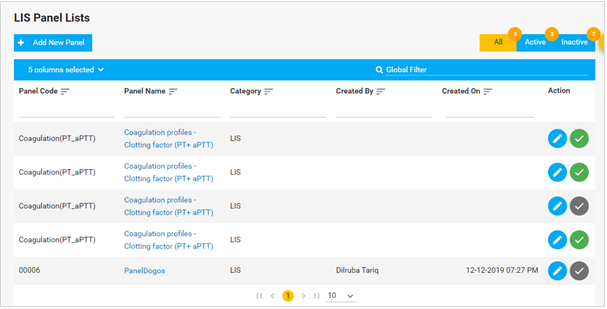 LIS Panel Lists
+ Add New Panel
All
Active
Inactive
5 columns selected
Global Filter
Panel Code
Panel Name
Category
Created By
Created On
Action
Coagulation(PT_aPTT)
Coagulation profiles -
Clotting factor (PT+ aPTT)
LIS
Coagulation(PT_aPTT)
Coagulation profiles -
Clotting factor (PT+ aPTT)
LIS
Coagulation(PT_aPTT)
Coagulation profiles -
Clotting factor (PT+ aPTT)
LIS
Coagulation(PT_aPTT)
Coagulation profiles -
Clotting factor (PT+ aPTT)
LIS
00006
PanelDogos
LIS
Dilruba Tariq
12-12-2019 07:27 PM
1
10